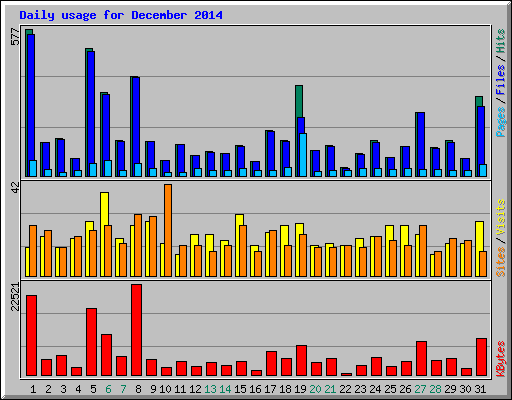 Daily usage for December 2014
577
Pages / Files / Hits
42
Sites / Visits
22521
KBytes
1 2 3 4 5 6 7 8 9 10 11 12 13 14 15 16 17 18 19 20 21 22 23 24 25 26 27 28 29 30 31